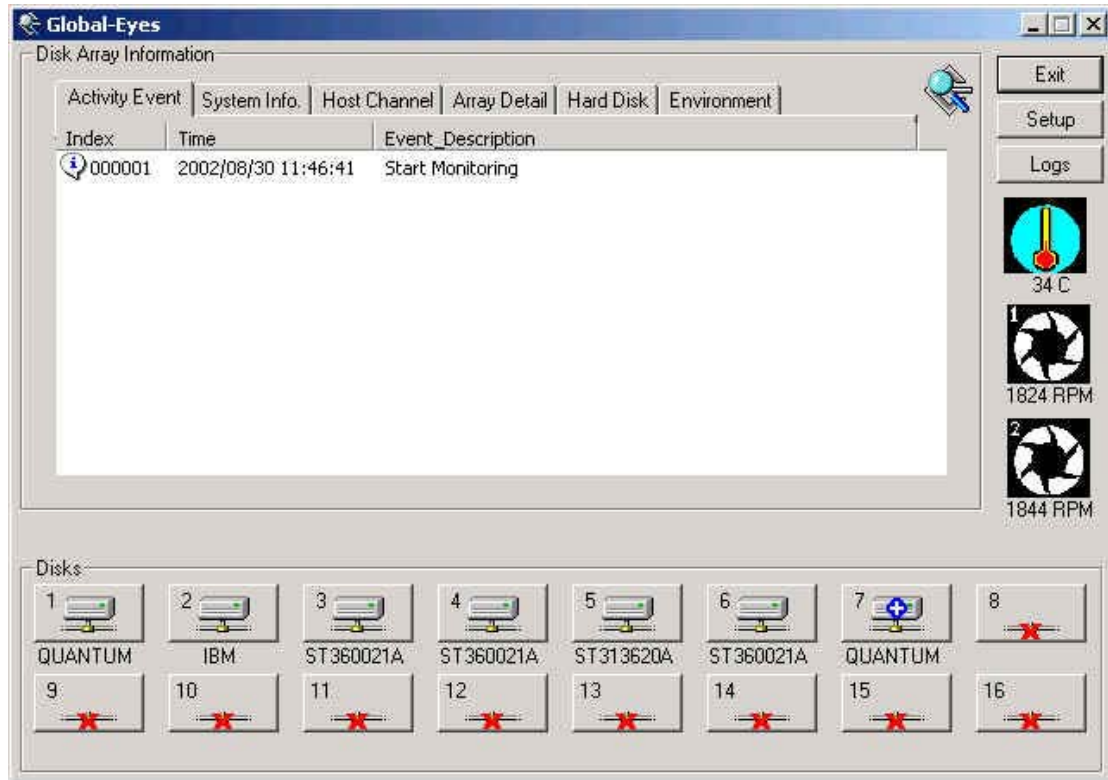 Global-Eyes
Disk Array Information
Exit
Activity Event System Info. Host Channel Array Detail Hard Disk Environment
Setup
Index Time Event_Description
Logs
000001 2002/08/30 11:46:41 Start Monitoring
34 C
1
1824 RPM
2
1844 RPM
Disks
1 2 3 4 5 6 7 8
QUANTUM IBM ST360021A ST360021A ST313620A ST360021A QUANTUM
9 10 11 12 13 14 15 16